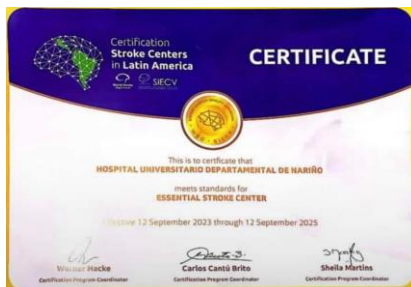 Certification
Stroke Centers
in Latin America
SIECV
CERTIFICATE
This is to certificate that
HOSPITAL UNIVERSITARIO DEPARTAMENTAL DE NARIÑO
meets standards for
ESSENTIAL STROKE CENTER
12 September 2023 through 12 September 2025
Werner Hacke
Certification Program Coordinator
Carlos Cantú Brito
Certification Program Coordinator
Sheila Martins
Certification Program Coordinator